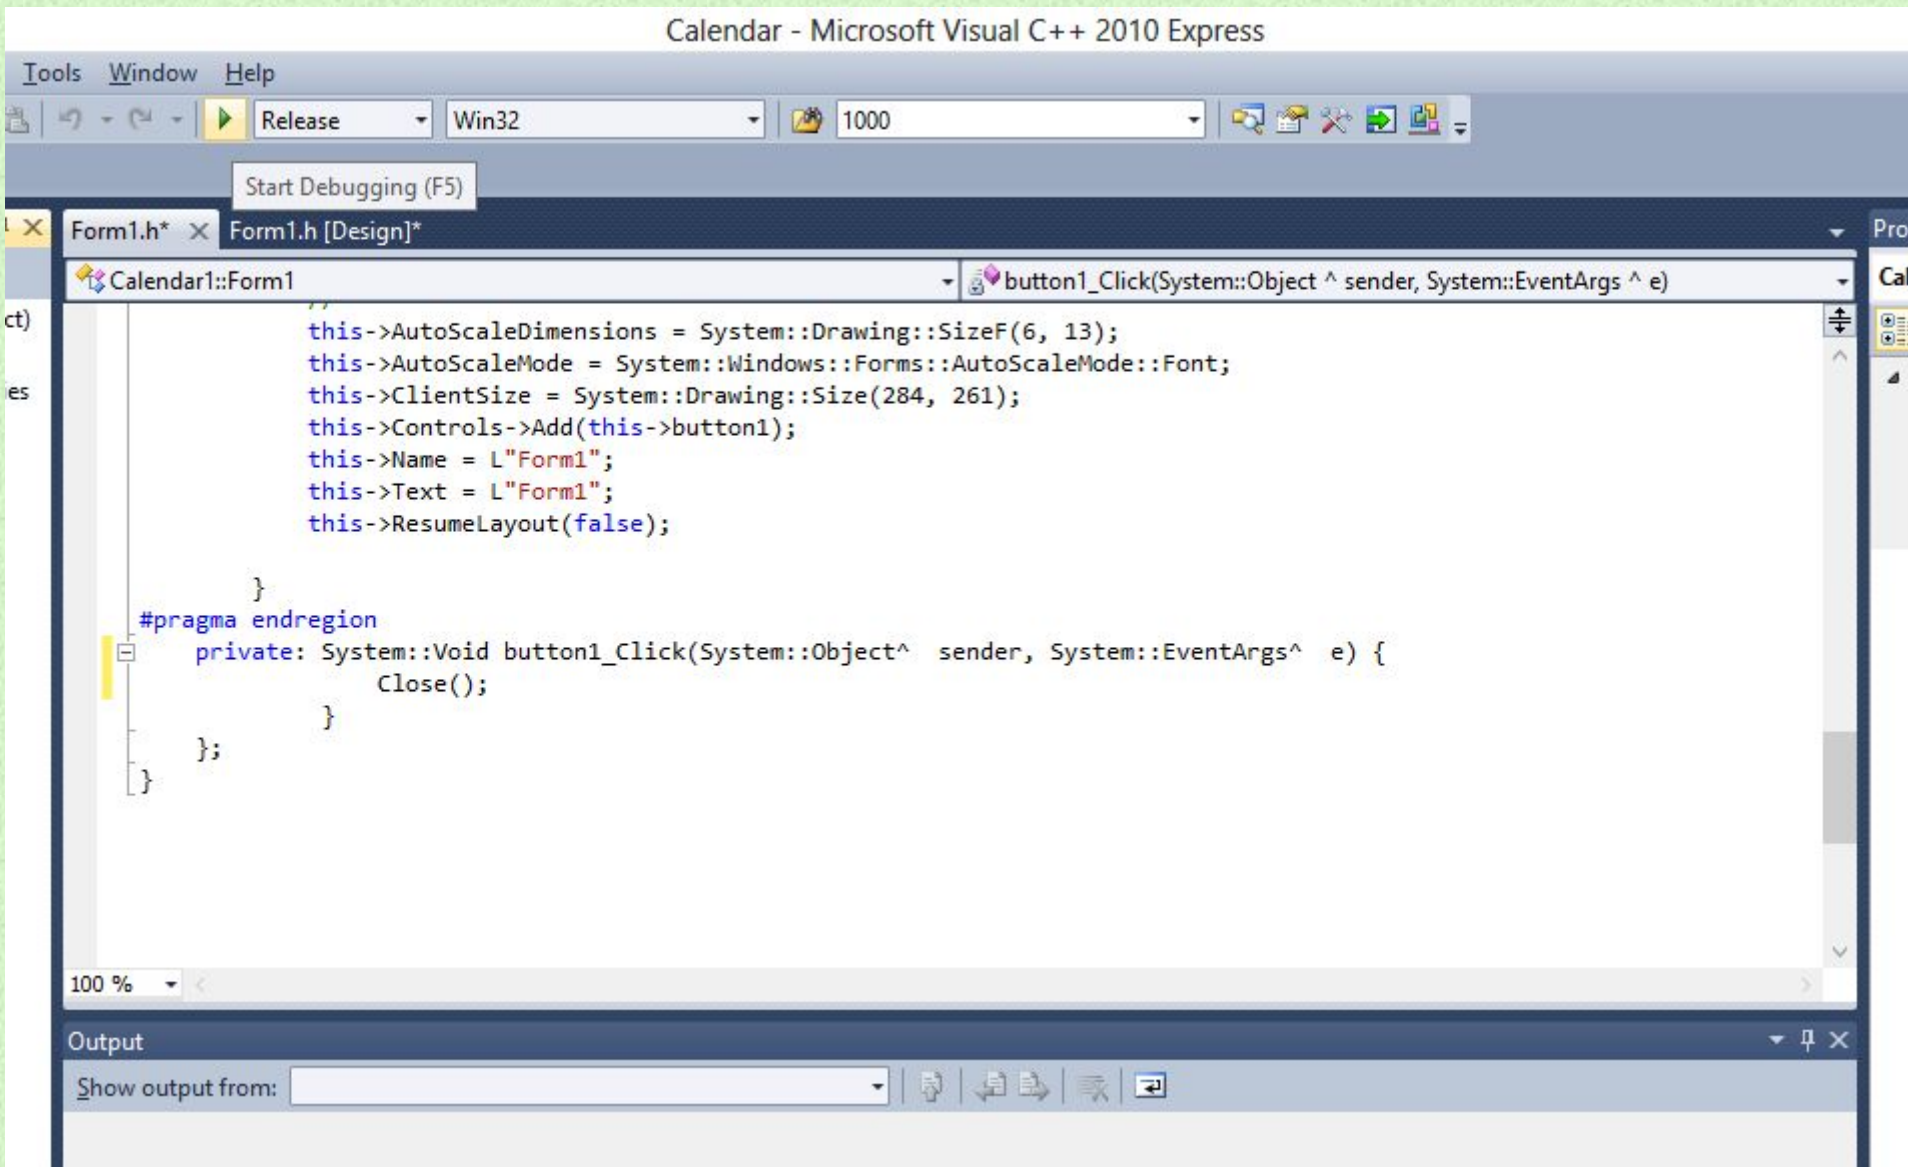 Calendar - Microsoft Visual C++ 2010 Express
Tools Window Help
Release Win32 1000
Start Debugging (F5)
Form1.h* Form1.h [Design]* Pro
Calendar1::Form1 button1_Click(System::Object ^ sender, System::EventArgs ^ e) Cal
ct)
ies
//
this->AutoScaleDimensions = System::Drawing::SizeF(6, 13);
this->AutoScaleMode = System::Windows::Forms::AutoScaleMode::Font;
this->ClientSize = System::Drawing::Size(284, 261);
this->Controls->Add(this->button1);
this->Name = L"Form1";
this->Text = L"Form1";
this->ResumeLayout(false);
}
#pragma endregion
private: System::Void button1_Click(System::Object^  sender, System::EventArgs^  e) {
Close();
}
};
}
100 %
Output
Show output from: